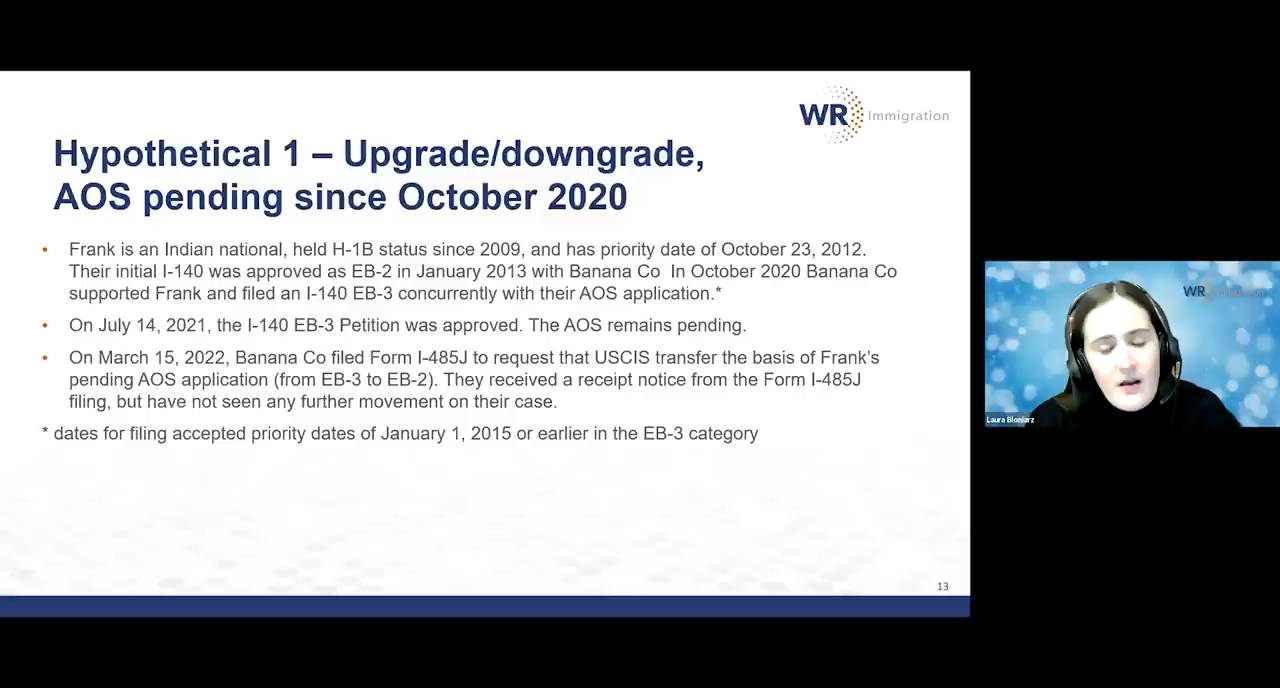 WR Immigration
Hypothetical 1 – Upgrade/downgrade,
AOS pending since October 2020
• Frank is an Indian national, held H-1B status since 2009, and has priority date of October 23, 2012.
Their initial I-140 was approved as EB-2 in January 2013 with Banana Co  In October 2020 Banana Co
supported Frank and filed an I-140 EB-3 concurrently with their AOS application.*
• On July 14, 2021, the I-140 EB-3 Petition was approved. The AOS remains pending.
• On March 15, 2022, Banana Co filed Form I-485J to request that USCIS transfer the basis of Frank’s
pending AOS application (from EB-3 to EB-2). They received a receipt notice from the Form I-485J
filing, but have not seen any further movement on their case.
* dates for filing accepted priority dates of January 1, 2015 or earlier in the EB-3 category
13
WR
Laura Bloniarz